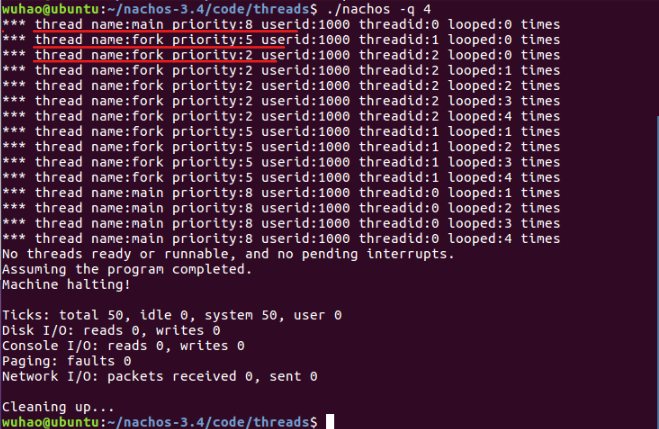 wuhao@ubuntu:~/nachos-3.4/code/threads$ ./nachos -q 4
*** thread name:main priority:8 userid:1000 threadid:0 looped:0 times
*** thread name:fork priority:5 userid:1000 threadid:1 looped:0 times
*** thread name:fork priority:2 userid:1000 threadid:2 looped:0 times
*** thread name:fork priority:2 userid:1000 threadid:2 looped:1 times
*** thread name:fork priority:2 userid:1000 threadid:2 looped:2 times
*** thread name:fork priority:2 userid:1000 threadid:2 looped:3 times
*** thread name:fork priority:2 userid:1000 threadid:2 looped:4 times
*** thread name:fork priority:5 userid:1000 threadid:1 looped:1 times
*** thread name:fork priority:5 userid:1000 threadid:1 looped:2 times
*** thread name:fork priority:5 userid:1000 threadid:1 looped:3 times
*** thread name:fork priority:5 userid:1000 threadid:1 looped:4 times
*** thread name:main priority:8 userid:1000 threadid:0 looped:1 times
*** thread name:main priority:8 userid:1000 threadid:0 looped:2 times
*** thread name:main priority:8 userid:1000 threadid:0 looped:3 times
*** thread name:main priority:8 userid:1000 threadid:0 looped:4 times
No threads ready or runnable, and no pending interrupts.
Assuming the program completed.
Machine halting!
Ticks: total 50, idle 0, system 50, user 0
Disk I/O: reads 0, writes 0
Console I/O: reads 0, writes 0
Paging: faults 0
Network I/O: packets received 0, sent 0
Cleaning up...
wuhao@ubuntu:~/nachos-3.4/code/threads$